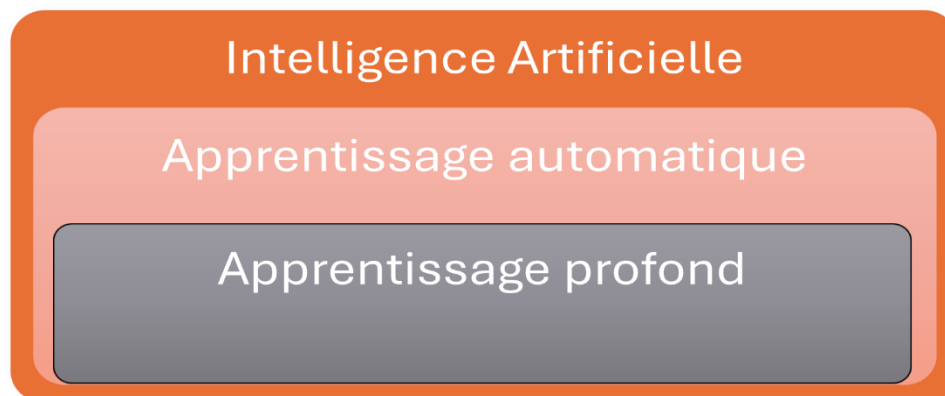 Intelligence Artificielle
Apprentissage automatique
Apprentissage profond